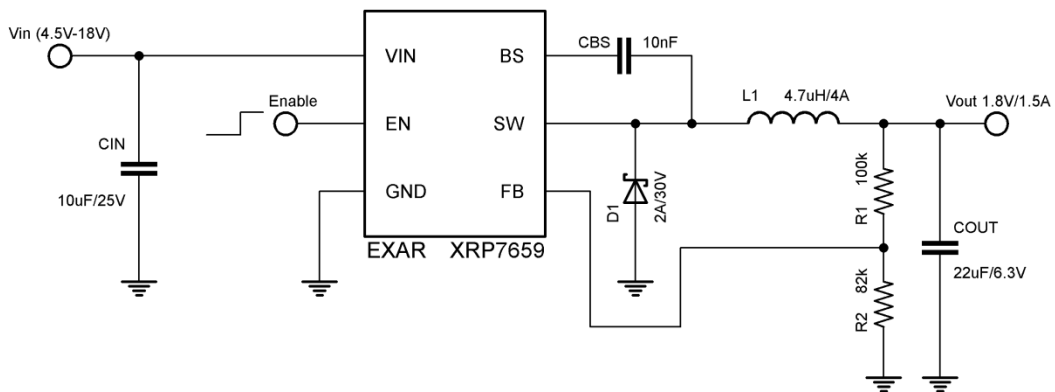 Vin (4.5V-18V)
CIN
10uF/25V
Enable
VIN
EN
GND
BS
SW
FB
EXAR XRP7659
CBS 10nF
L1 4.7uH/4A
Vout 1.8V/1.5A
D1
2A/30V
R1
100k
R2
82k
COUT
22uF/6.3V